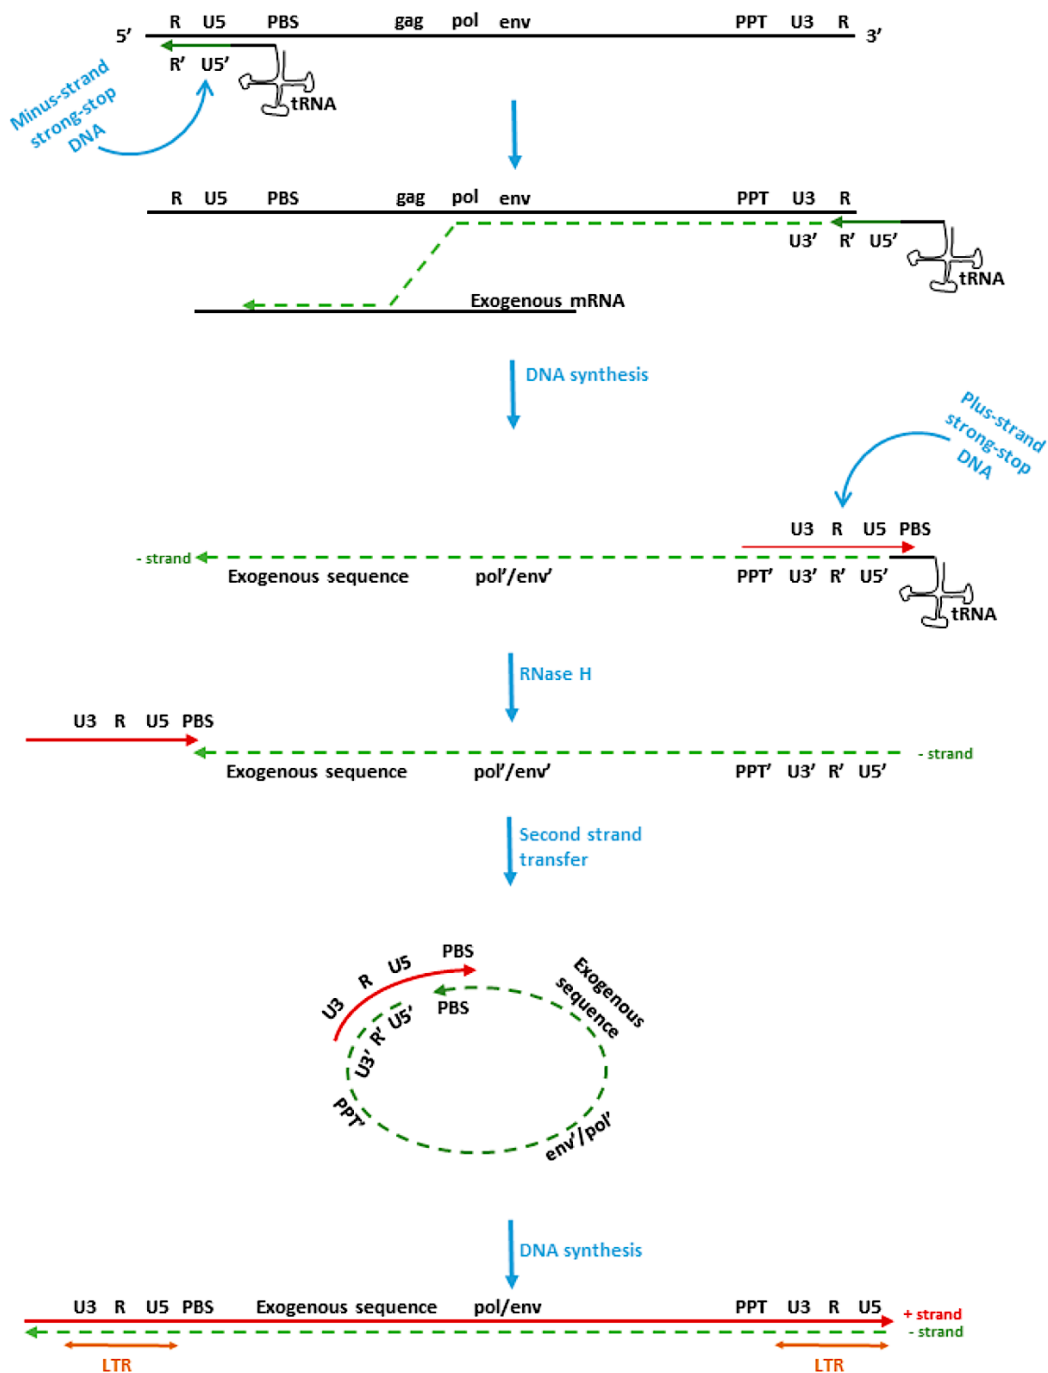 R U5 PBS gag pol env PPT U3 R
5’ 3’
R’ U5’
tRNA
Minus-strand
strong-stop
DNA
R U5 PBS gag pol env PPT U3 R
U3’ R’ U5’
tRNA
Exogenous mRNA
DNA synthesis
Plus-strand
strong-stop
DNA
U3 R U5 PBS
- strand
Exogenous sequence pol’/env’ PPT’ U3’ R’ U5’
tRNA
RNase H
U3 R U5 PBS
- strand
Exogenous sequence pol’/env’ PPT’ U3’ R’ U5’
Second strand
transfer
U3 R U5 PBS
Exogenous
sequence
PBS
U3’ R’ U5’
PPT’
env’/pol’
DNA synthesis
U3 R U5 PBS Exogenous sequence pol/env PPT U3 R U5
+ strand
- strand
LTR LTR